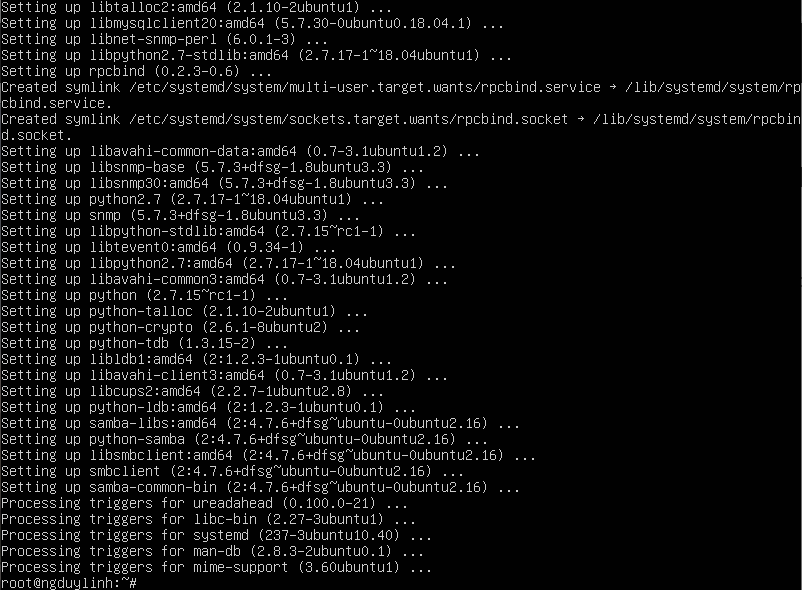 Setting up libtalloc2:amd64 (2.1.10-2ubuntu1) ...
Setting up libmysqlclient20:amd64 (5.7.30-0ubuntu0.18.04.1) ...
Setting up libnet-snmp-perl (6.0.1-3) ...
Setting up libpython2.7-stdlib:amd64 (2.7.17-1~18.04ubuntu1) ...
Setting up rpcbind (0.2.3-0.6) ...
Created symlink /etc/systemd/system/multi-user.target.wants/rpcbind.service → /lib/systemd/system/rp
cbind.service.
Created symlink /etc/systemd/system/sockets.target.wants/rpcbind.socket → /lib/systemd/system/rpcbin
d.socket.
Setting up libavahi-common-data:amd64 (0.7-3.1ubuntu1.2) ...
Setting up libsnmp-base (5.7.3+dfsg-1.8ubuntu3.3) ...
Setting up libsnmp30:amd64 (5.7.3+dfsg-1.8ubuntu3.3) ...
Setting up python2.7 (2.7.17-1~18.04ubuntu1) ...
Setting up snmp (5.7.3+dfsg-1.8ubuntu3.3) ...
Setting up libpython-stdlib:amd64 (2.7.15~rc1-1) ...
Setting up libtevent0:amd64 (0.9.34-1) ...
Setting up libpython2.7:amd64 (2.7.17-1~18.04ubuntu1) ...
Setting up libavahi-common3:amd64 (0.7-3.1ubuntu1.2) ...
Setting up python (2.7.15~rc1-1) ...
Setting up python-talloc (2.1.10-2ubuntu1) ...
Setting up python-crypto (2.6.1-8ubuntu2) ...
Setting up python-tdb (1.3.15-2) ...
Setting up libldb1:amd64 (2:1.2.3-1ubuntu0.1) ...
Setting up libavahi-client3:amd64 (0.7-3.1ubuntu1.2) ...
Setting up libcups2:amd64 (2.2.7-1ubuntu2.8) ...
Setting up python-ldb:amd64 (2:1.2.3-1ubuntu0.1) ...
Setting up samba-libs:amd64 (2:4.7.6+dfsg~ubuntu-0ubuntu2.16) ...
Setting up python-samba (2:4.7.6+dfsg~ubuntu-0ubuntu2.16) ...
Setting up libsmbclient:amd64 (2:4.7.6+dfsg~ubuntu-0ubuntu2.16) ...
Setting up smbclient (2:4.7.6+dfsg~ubuntu-0ubuntu2.16) ...
Setting up samba-common-bin (2:4.7.6+dfsg~ubuntu-0ubuntu2.16) ...
Processing triggers for ureadahead (0.100.0-21) ...
Processing triggers for libc-bin (2.27-3ubuntu1) ...
Processing triggers for systemd (237-3ubuntu10.40) ...
Processing triggers for man-db (2.8.3-2ubuntu0.1) ...
Processing triggers for mime-support (3.60ubuntu1) ...
root@ngduylinh:~#